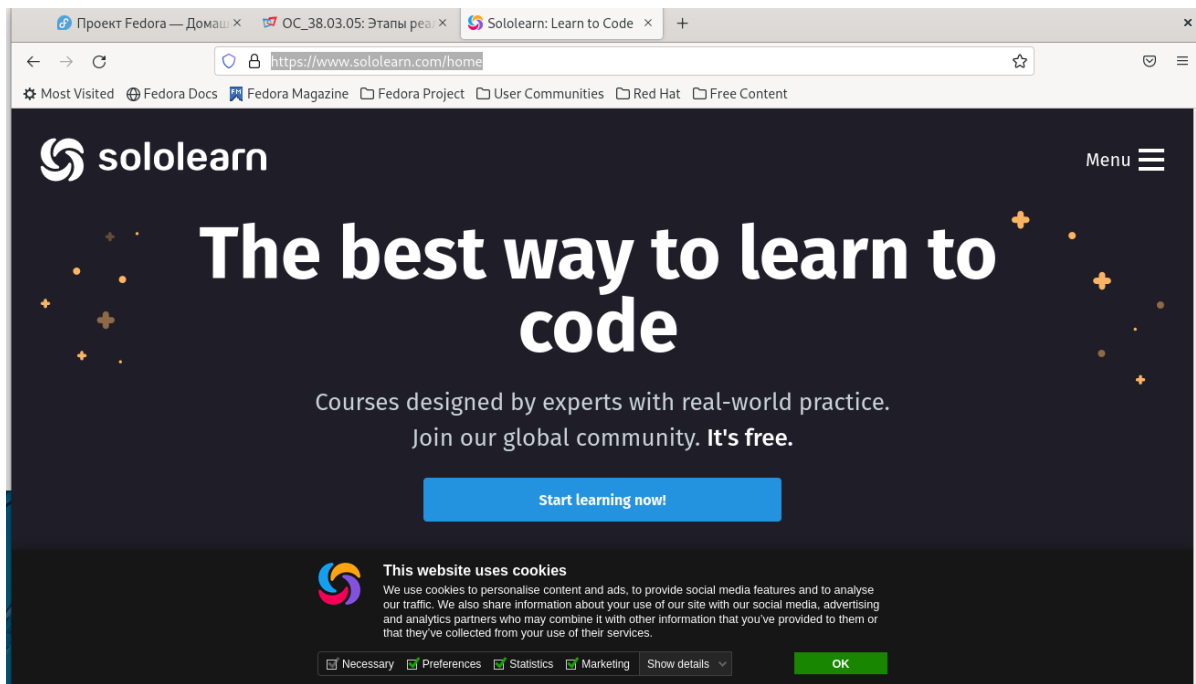 Проект Fedora — Домаш
ОС_38.03.05: Этапы реал
Sololearn: Learn to Code
https://www.sololearn.com/home
Most Visited Fedora Docs Fedora Magazine Fedora Project User Communities Red Hat Free Content
sololearn
Menu
The best way to learn to
code
Courses designed by experts with real-world practice.
Join our global community. It's free.
Start learning now!
This website uses cookies
We use cookies to personalise content and ads, to provide social media features and to analyse
our traffic. We also share information about your use of our site with our social media, advertising
and analytics partners who may combine it with other information that you've provided to them or
that they've collected from your use of their services.
Necessary Preferences Statistics Marketing Show details
OK